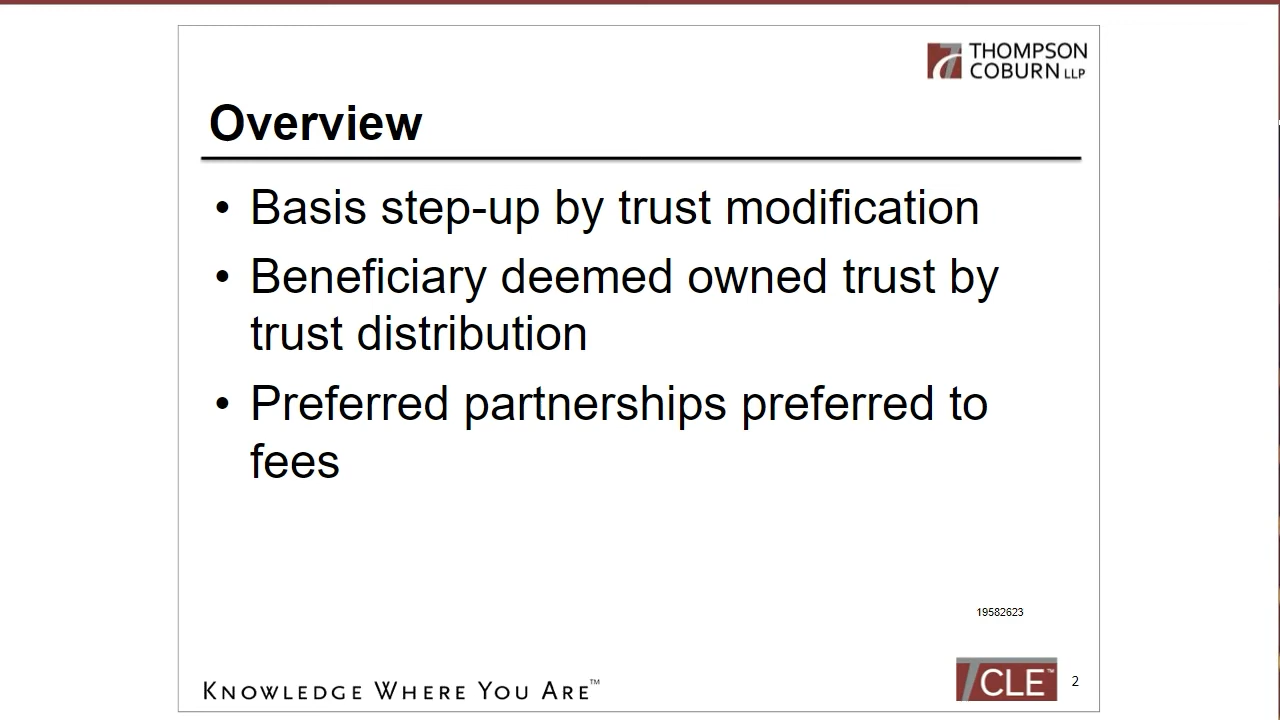 THOMPSON
COBURN LLP
Overview
• Basis step-up by trust modification
• Beneficiary deemed owned trust by
trust distribution
• Preferred partnerships preferred to
fees
19582623
KNOWLEDGE WHERE YOU ARE™
TCLE™
2